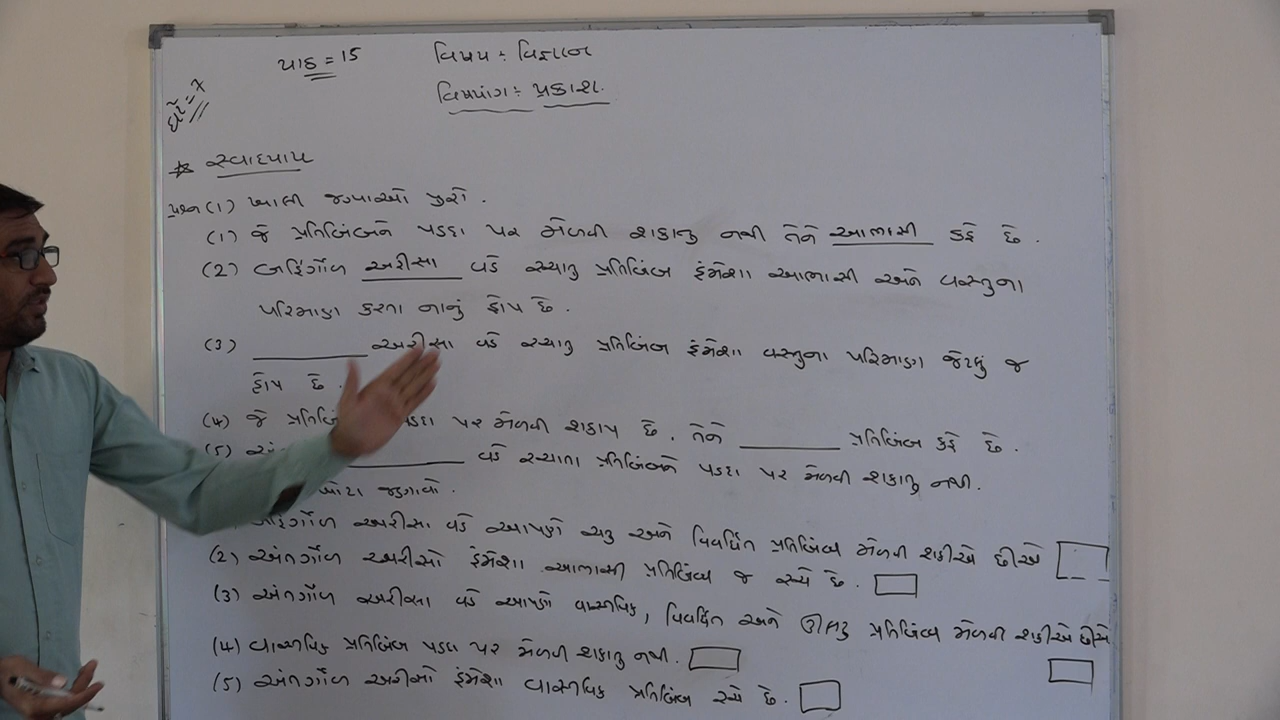 ધોરણ = ૪
પાઠ = 15 વિષય : વિજ્ઞાન
વિષયાંગ : પ્રકાશ.
* સ્વાધ્યાય
પ્રશ્ન (1) ખાલી જગ્યાઓ પુરો.
(1) જે પ્રતિબિંબને પડદા પર મેળવી શકાતુ નથી તેને આભાસી કહે છે.
(2) બર્હિગોળ અરીસા વડે રચાતુ પ્રતિબિંબ હંમેશા આભાસી અને વસ્તુના
પરિમાણ કરતા નાનું હોય છે.
(3) ________ અરીસા વડે રચાતુ પ્રતિબિંબ હંમેશા વસ્તુના પરિમાણ જેટલું જ
હોય છે.
(4) જે પડદા પર મેળવી શકાય છે. તેને ________ પ્રતિબિંબ કહે છે.
(5) ________ વડે રચાતા પ્રતિબિંબને પડદા પર મેળવી શકાતુ નથી.
ખોટા જણાવો.
અરીસા વડે આપણે ચતુ અને વિવર્ધિત પ્રતિબિંબ મેળવી શકીએ છીએ
(2) અંતર્ગોળ અરીસો હંમેશા આભાસી પ્રતિબિંબ જ રચે છે.
(3) અંતર્ગોળ અરીસા વડે આપણે વાસ્તવિક, વિવર્ધિત અને ઊલટુ પ્રતિબિંબ મેળવી શકીએ છીએ
(4) વાસ્તવિક પ્રતિબિંબ પડદા પર મેળવી શકાતુ નથી.
(5) અંતર્ગોળ અરીસો હંમેશા વાસ્તવિક પ્રતિબિંબ રચે છે.